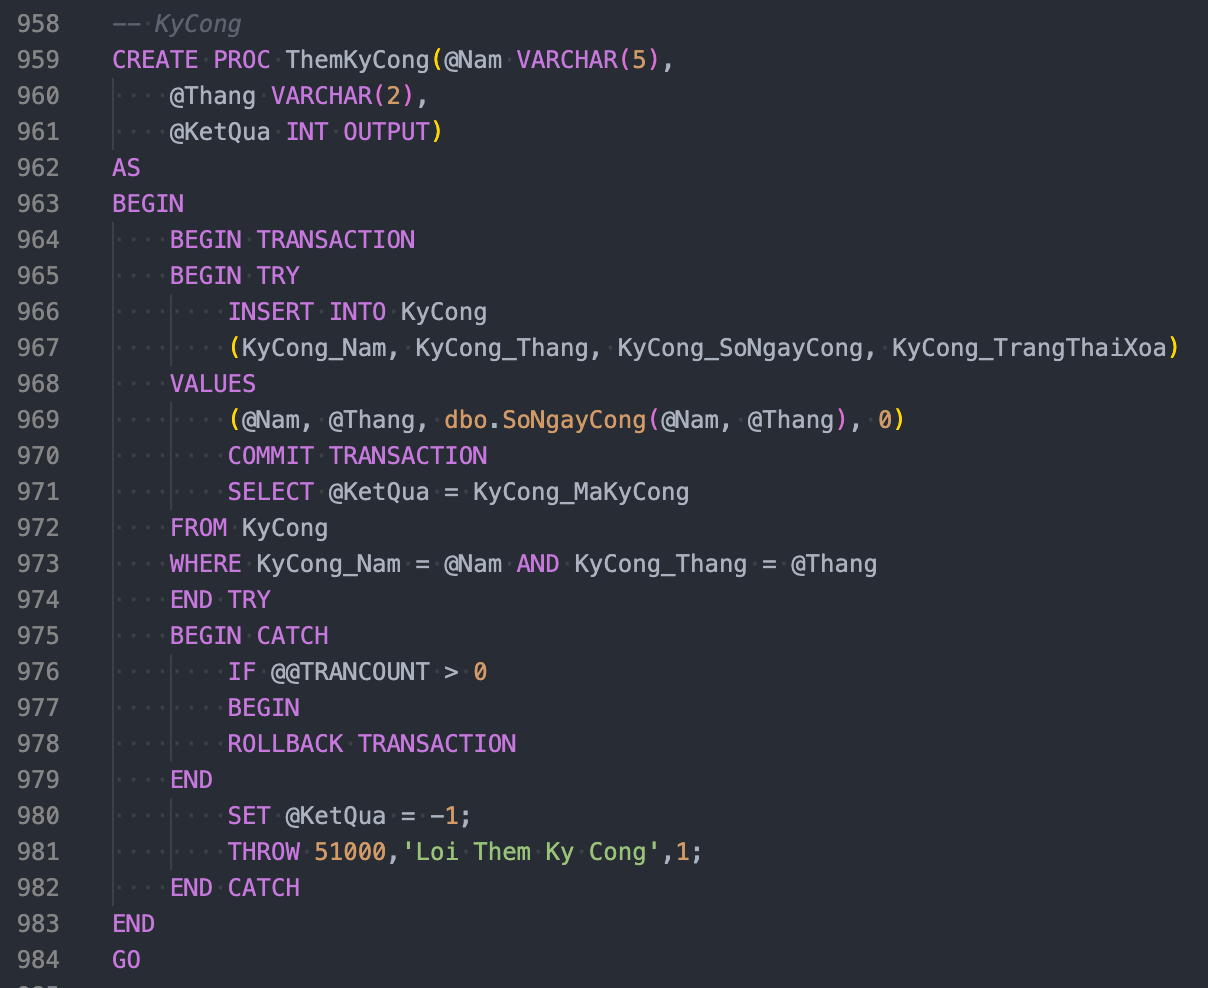 958 -- KyCong
959 CREATE PROC ThemKyCong(@Nam VARCHAR(5),
960     @Thang VARCHAR(2),
961     @KetQua INT OUTPUT)
962 AS
963 BEGIN
964     BEGIN TRANSACTION
965     BEGIN TRY
966         INSERT INTO KyCong
967         (KyCong_Nam, KyCong_Thang, KyCong_SoNgayCong, KyCong_TrangThaiXoa)
968     VALUES
969         (@Nam, @Thang, dbo.SoNgayCong(@Nam, @Thang), 0)
970         COMMIT TRANSACTION
971         SELECT @KetQua = KyCong_MaKyCong
972     FROM KyCong
973     WHERE KyCong_Nam = @Nam AND KyCong_Thang = @Thang
974     END TRY
975     BEGIN CATCH
976         IF @@TRANCOUNT > 0
977         BEGIN
978         ROLLBACK TRANSACTION
979     END
980         SET @KetQua = -1;
981         THROW 51000,'Loi Them Ky Cong',1;
982     END CATCH
983 END
984 GO